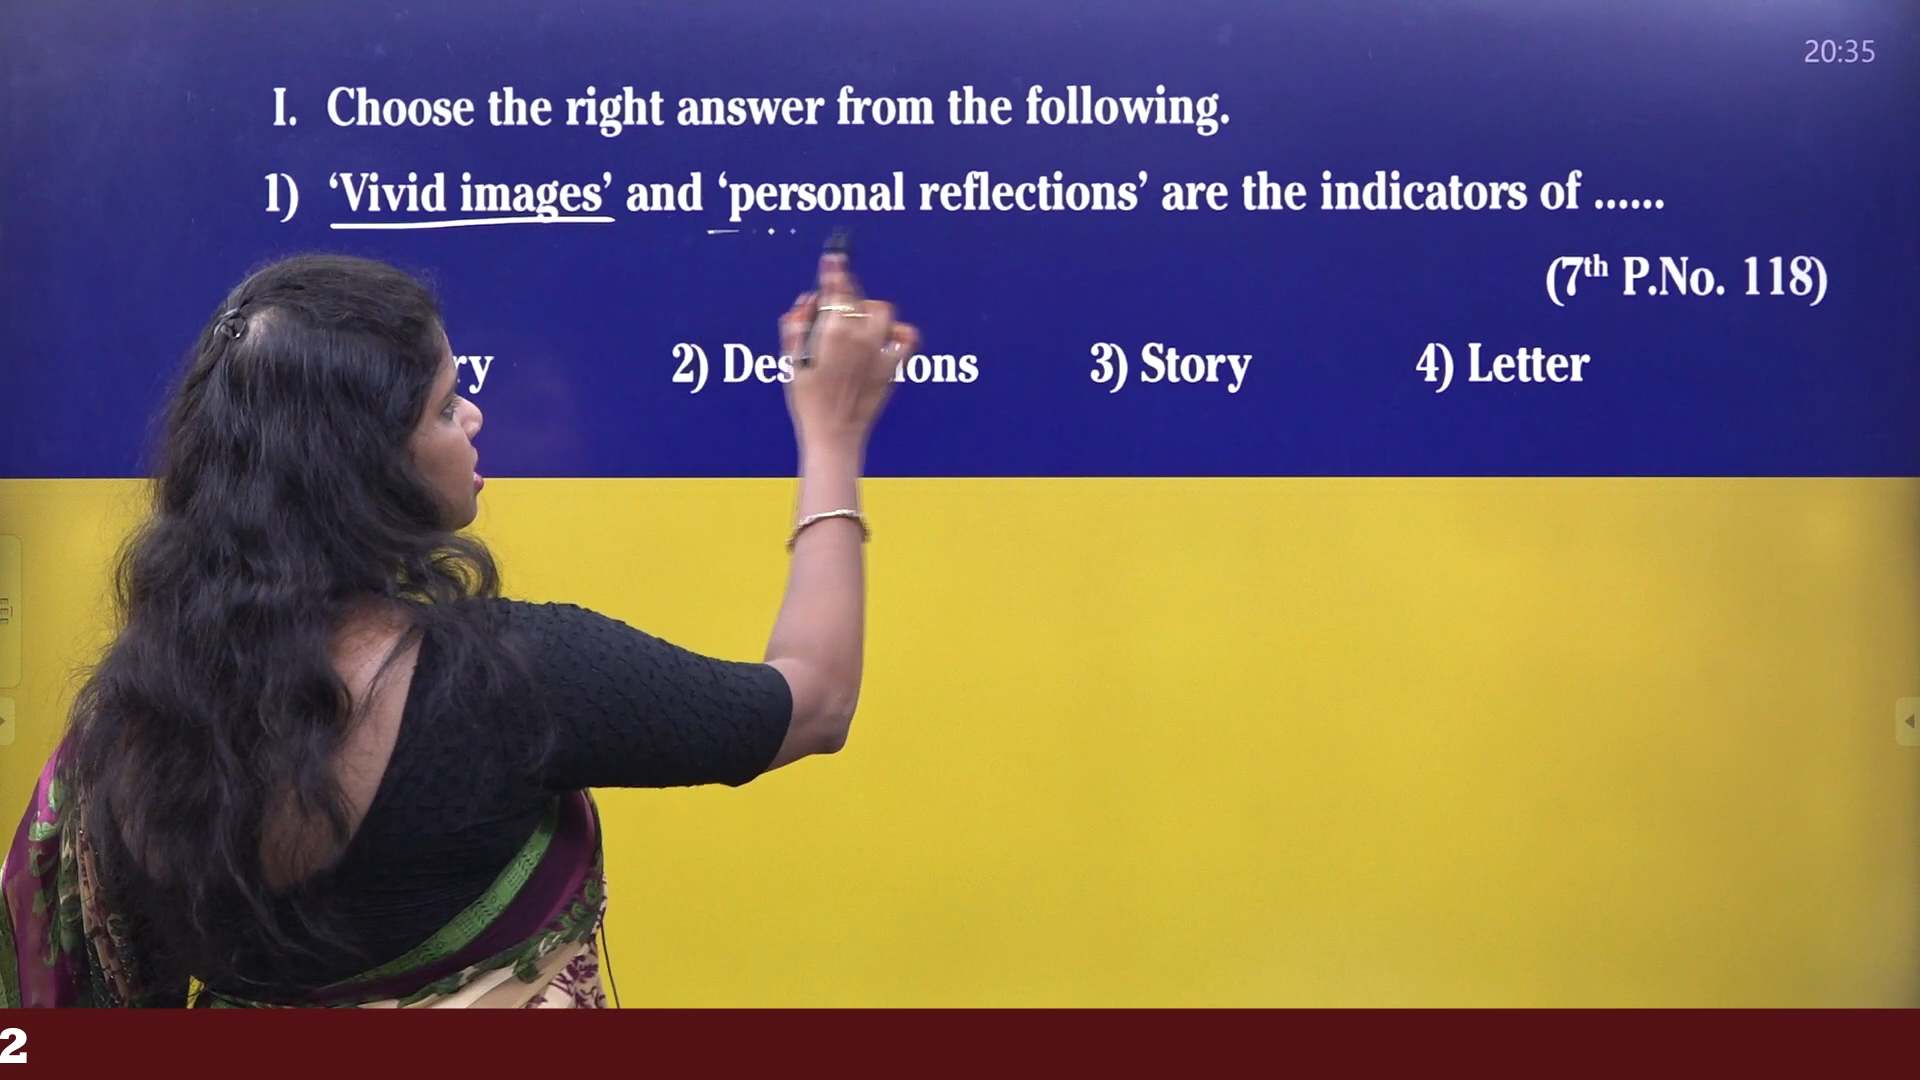 20:35
I. Choose the right answer from the following.
1) ‘Vivid images’ and ‘personal reflections’ are the indicators of ......
(7th P.No. 118)
2) 3) Story 4) Letter
2